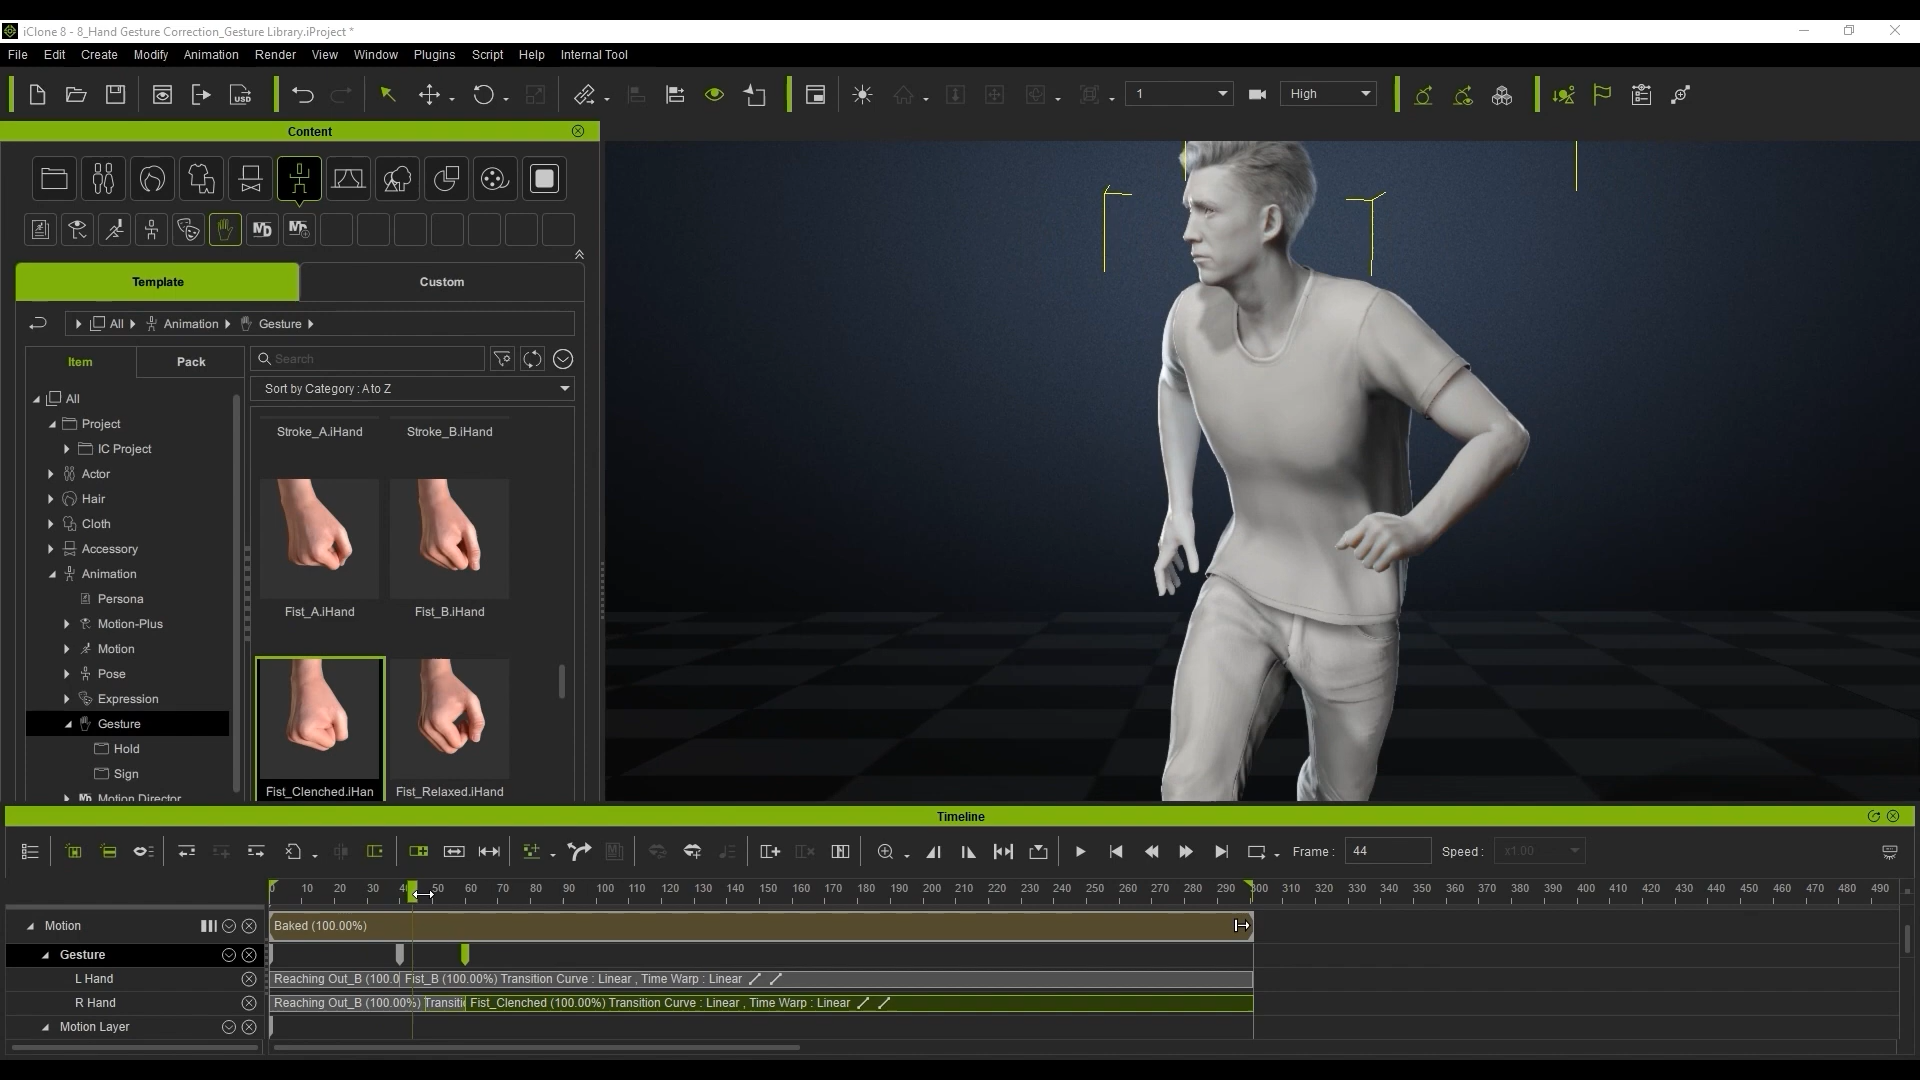 iClone 8 - 8_Hand Gesture Correction_Gesture Library.iProject *
File Edit Create Modify Animation Render View Window Plugins Script Help Internal Tool
USD
1
High
Content
Template
Custom
All Animation Gesture
Item
Pack
Search
Sort by Category : A to Z
All
Project
IC Project
Actor
Hair
Cloth
Accessory
Animation
Persona
Motion-Plus
Motion
Pose
Expression
Gesture
Hold
Sign
Motion Director
Stroke_A.iHand
Stroke_B.iHand
Fist_A.iHand
Fist_B.iHand
Fist_Clenched.iHan
Fist_Relaxed.iHand
Timeline
Frame : 44 Speed : x1.00
0 10 20 30 40 50 60 70 80 90 100 110 120 130 140 150 160 170 180 190 200 210 220 230 240 250 260 270 280 290 300 310 320 330 340 350 360 370 380 390 400 410 420 430 440 450 460 470 480 490
Motion
Baked (100.00%)
Gesture
L Hand
Reaching Out_B (100.0 Fist_B (100.00%) Transition Curve : Linear , Time Warp : Linear
R Hand
Reaching Out_B (100.00%) Transitio Fist_Clenched (100.00%) Transition Curve : Linear , Time Warp : Linear
Motion Layer